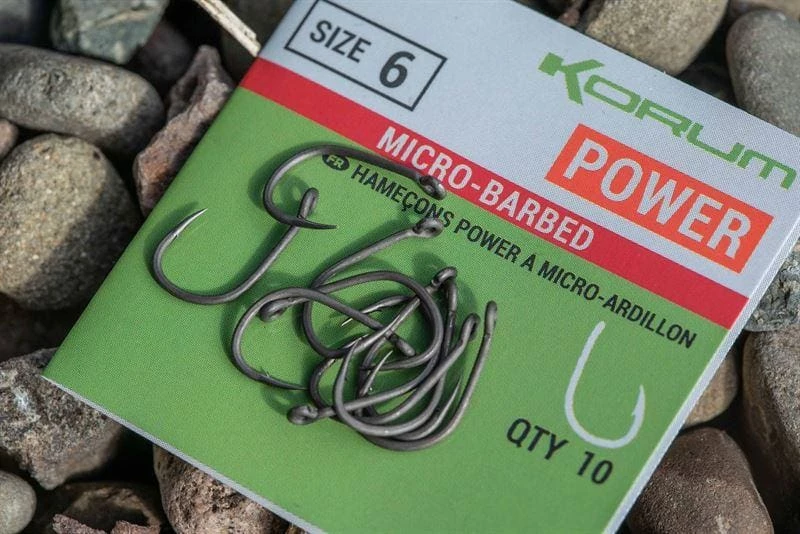 SIZE 6
KORUM
POWER
MICRO-BARBED
FR HAMEÇONS POWER A MICRO-ARDILLON
QTY 10